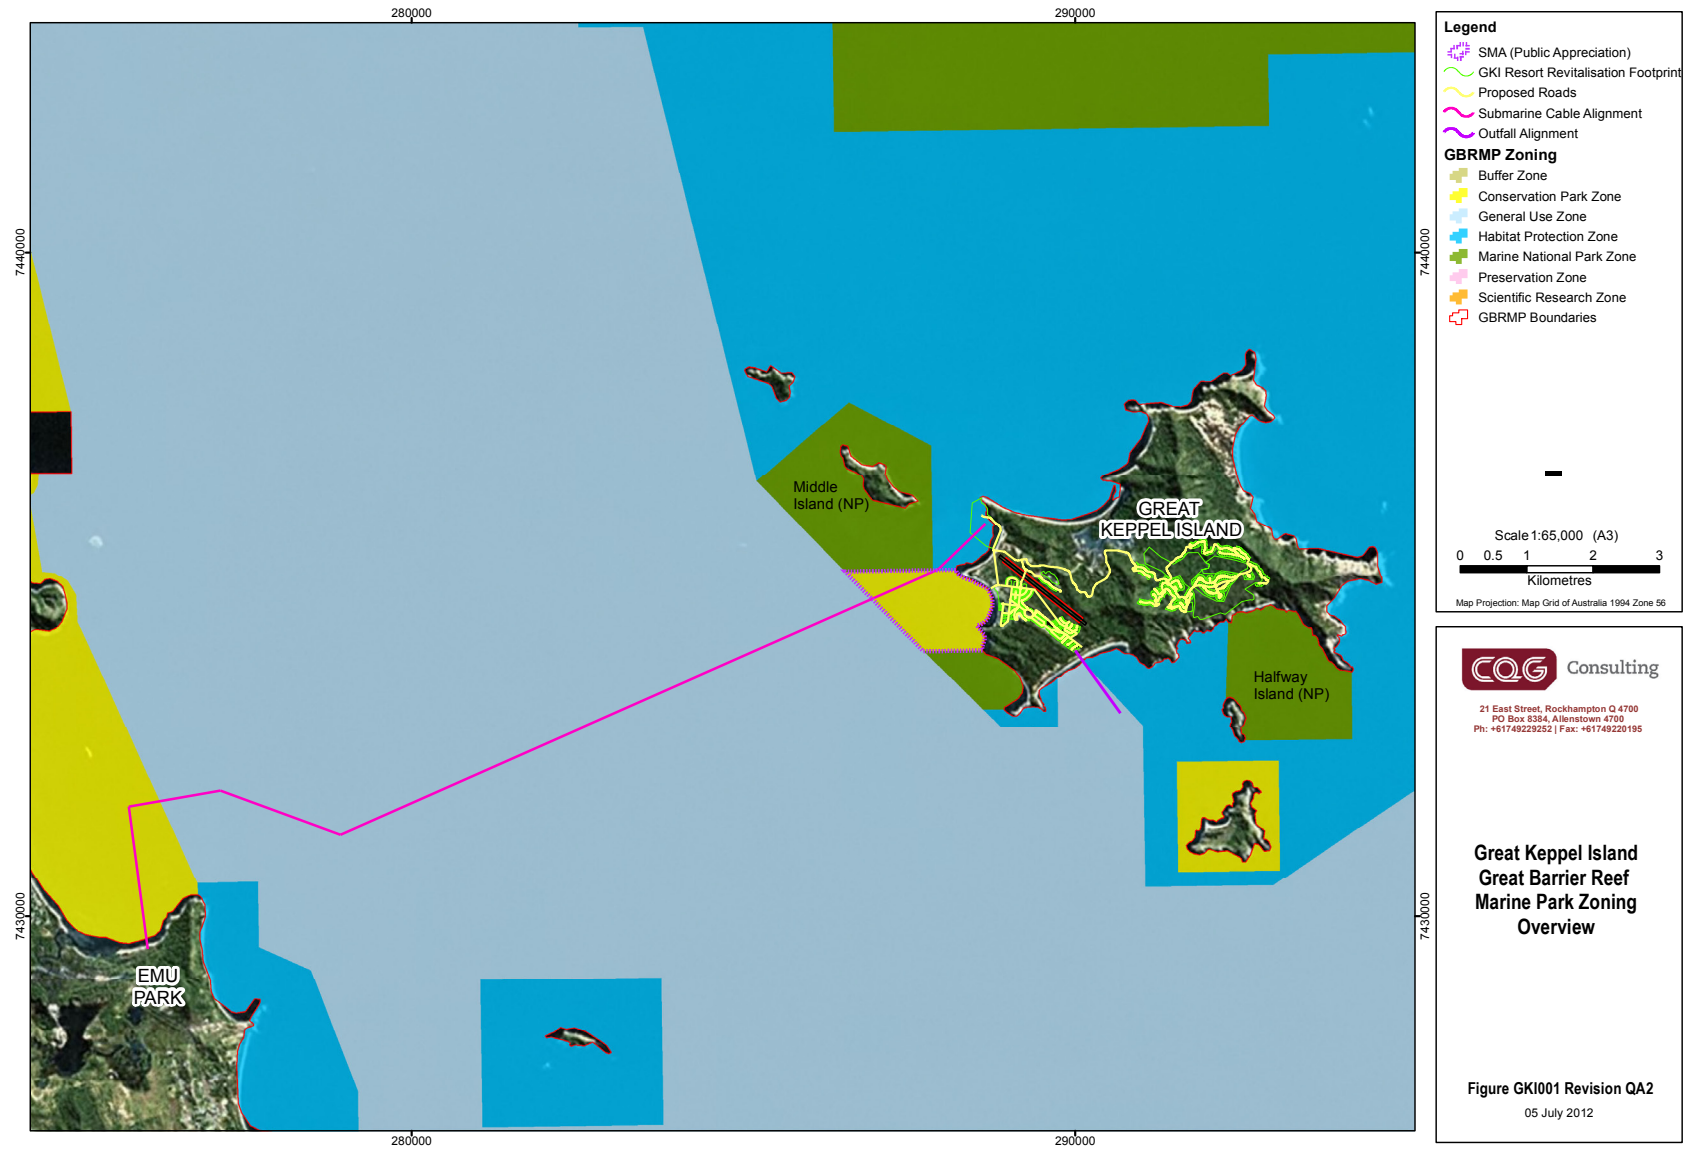 280000
290000
7440000
7440000
7430000
7430000
280000
290000
Middle
Island (NP)
GREAT
KEPPEL ISLAND
Halfway
Island (NP)
EMU
PARK
Legend
SMA (Public Appreciation)
GKI Resort Revitalisation Footprint
Proposed Roads
Submarine Cable Alignment
Outfall Alignment
GBRMP Zoning
Buffer Zone
Conservation Park Zone
General Use Zone
Habitat Protection Zone
Marine National Park Zone
Preservation Zone
Scientific Research Zone
GBRMP Boundaries
Scale 1:65,000 (A3)
0 0.5 1 2 3
Kilometres
Map Projection: Map Grid of Australia 1994 Zone 56
CQG Consulting
21 East Street, Rockhampton Q 4700
PO Box 8384, Allenstown 4700
Ph: +61749229252 | Fax: +61749220195
Great Keppel Island
Great Barrier Reef
Marine Park Zoning
Overview
Figure GKI001 Revision QA2
05 July 2012